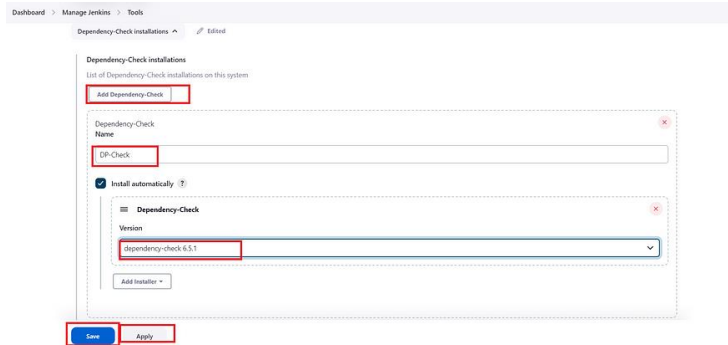 Dashboard > Manage Jenkins > Tools
Dependency-Check installations Edited
Dependency-Check installations
List of Dependency-Check installations on this system
Add Dependency-Check
Dependency-Check
Name
DP-Check
Install automatically ?
Dependency-Check
Version
dependency-check 6.5.1
Add Installer
Save Apply